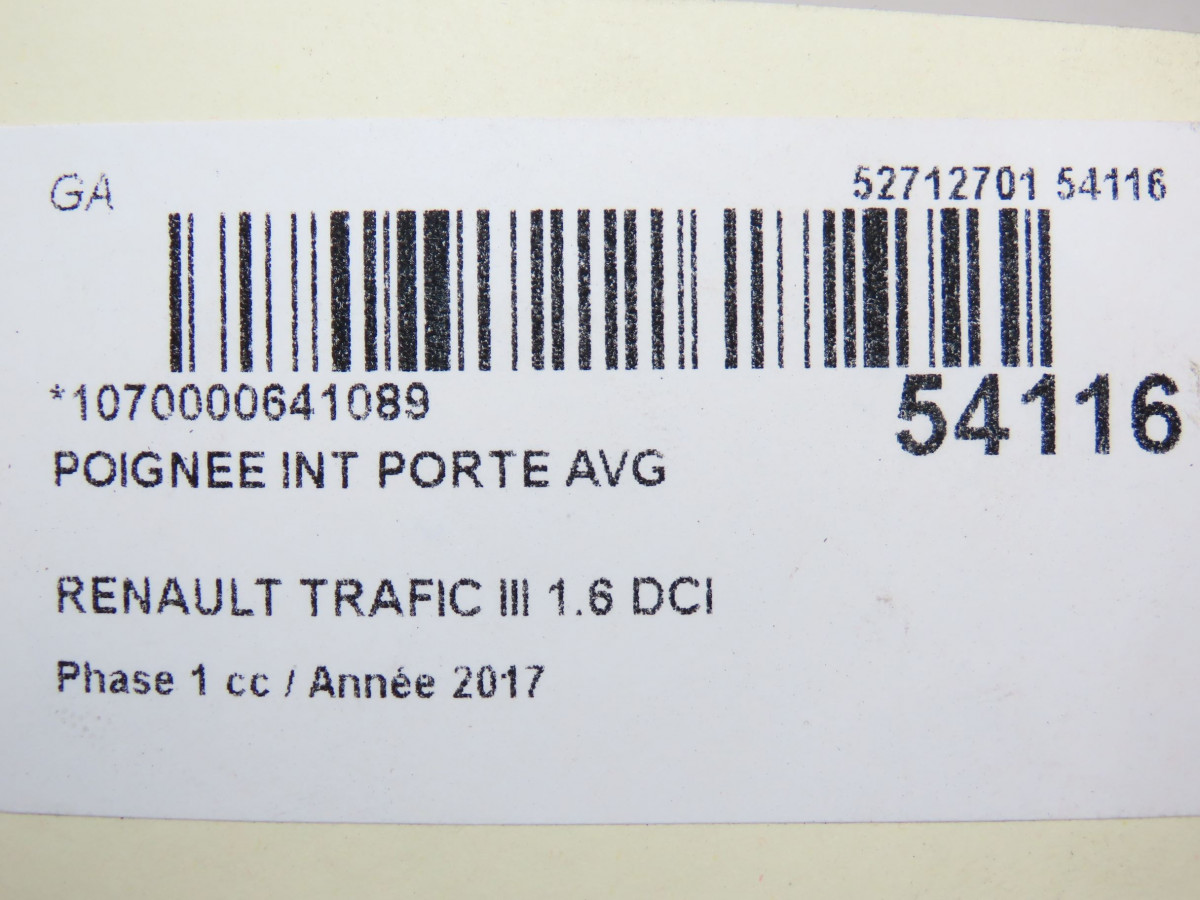 GA
52712701 54116
*1070000641089
54116
POIGNEE INT PORTE AVG
RENAULT TRAFIC III 1.6 DCI
Phase 1 cc / Année 2017